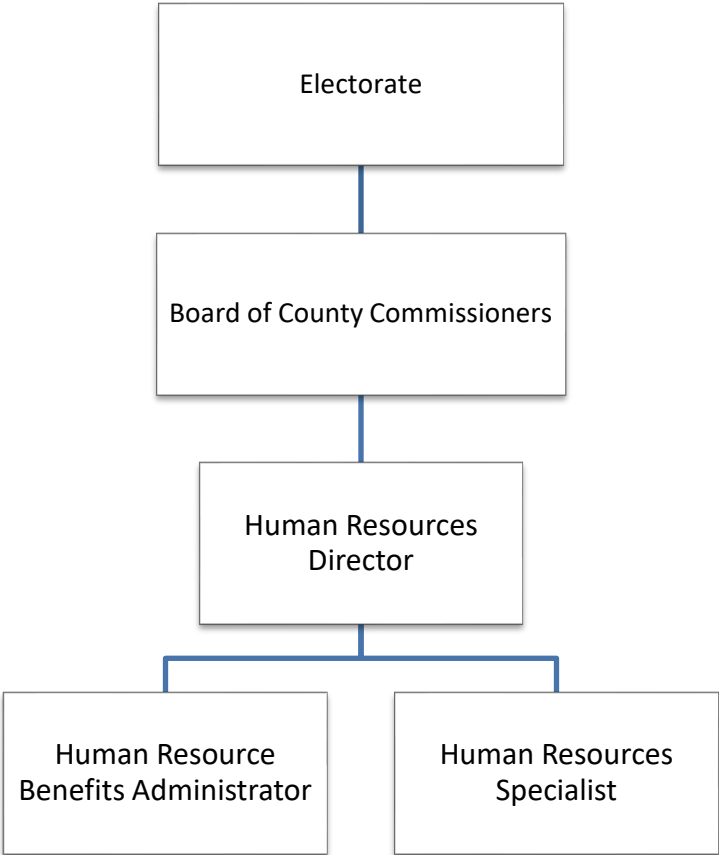 Electorate
Board of County Commissioners
Human Resources
Director
Human Resource
Benefits Administrator
Human Resources
Specialist